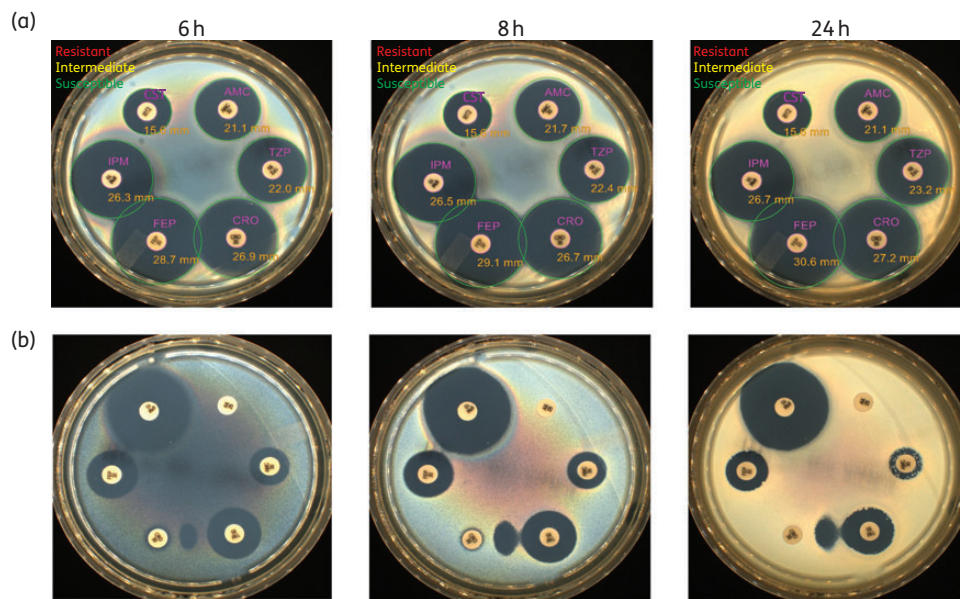 (a)
6 h
8 h
24 h
Resistant
Intermediate
Susceptible
CST
mm
AMC
21.1 mm
IPM
26.3 mm
TZP
22.0 mm
FEP
28.7 mm
CRO
26.9 mm
Resistant
Intermediate
Susceptible
CST
mm
AMC
21.7 mm
IPM
26.5 mm
TZP
22.4 mm
FEP
29.1 mm
CRO
26.7 mm
Resistant
Intermediate
Susceptible
CST
mm
AMC
21.1 mm
IPM
26.7 mm
TZP
23.2 mm
FEP
30.6 mm
CRO
27.2 mm
(b)